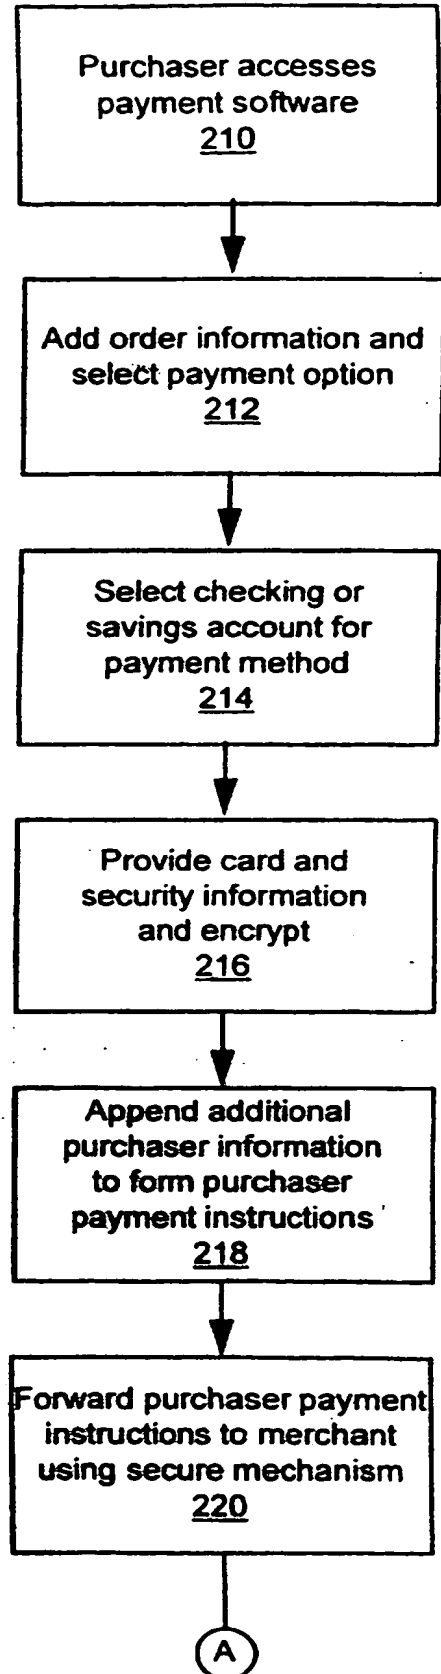 Purchaser accesses
payment software
210
Add order information and
select payment option
212
Select checking or
savings account for
payment method
214
Provide card and
security information
and encrypt
216
Append additional
purchaser information
to form purchaser
payment instructions
218
Forward purchaser payment
instructions to merchant
using secure mechanism
220
A